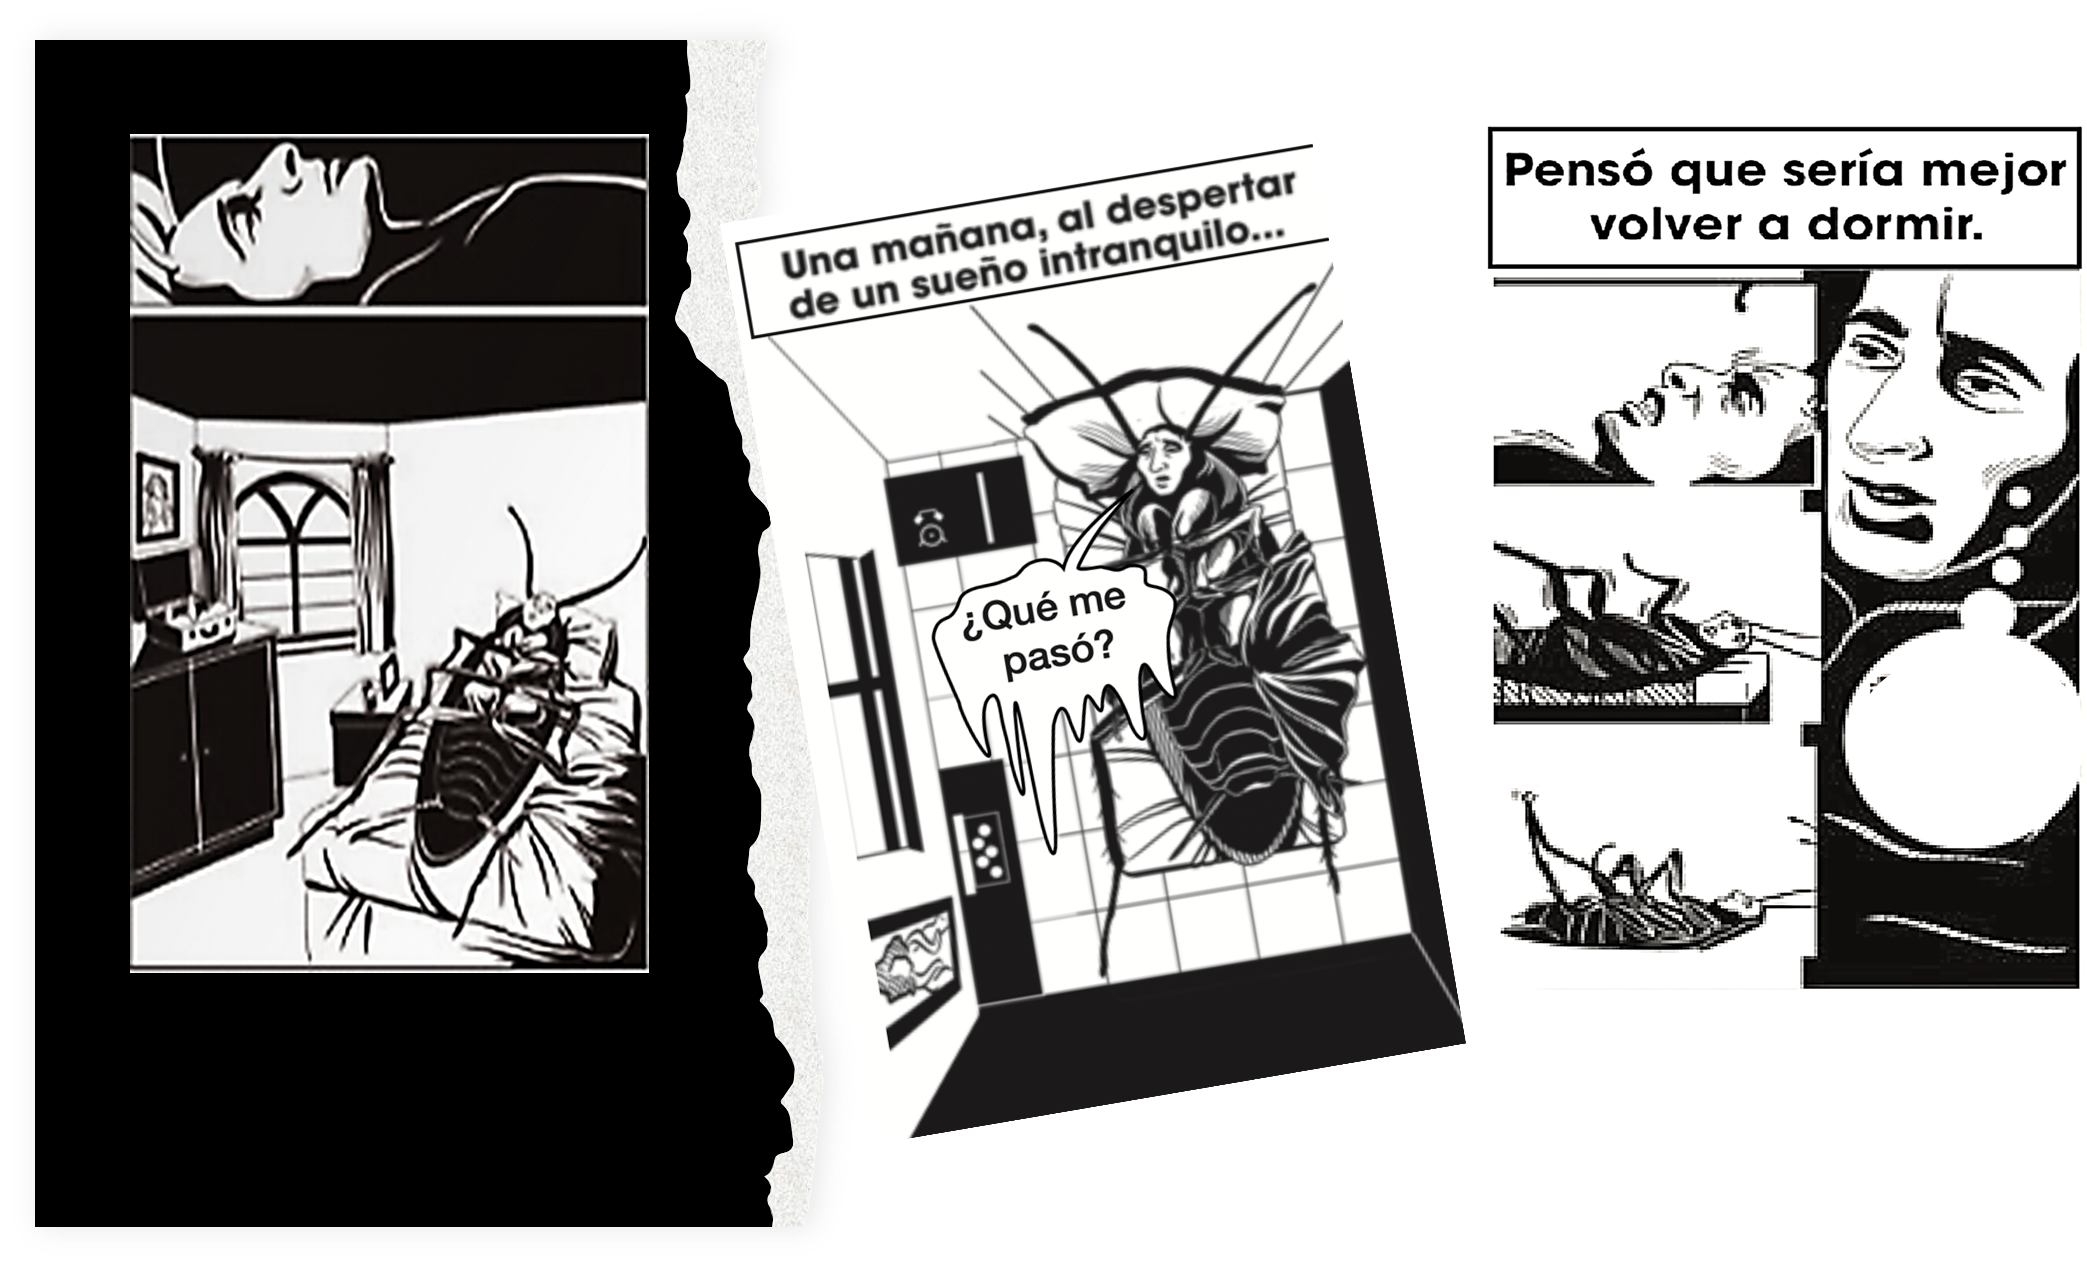 Una mañana, al despertar
de un sueño intranquilo...
¿Qué me
pasó?
Pensó que sería mejor
volver a dormir.